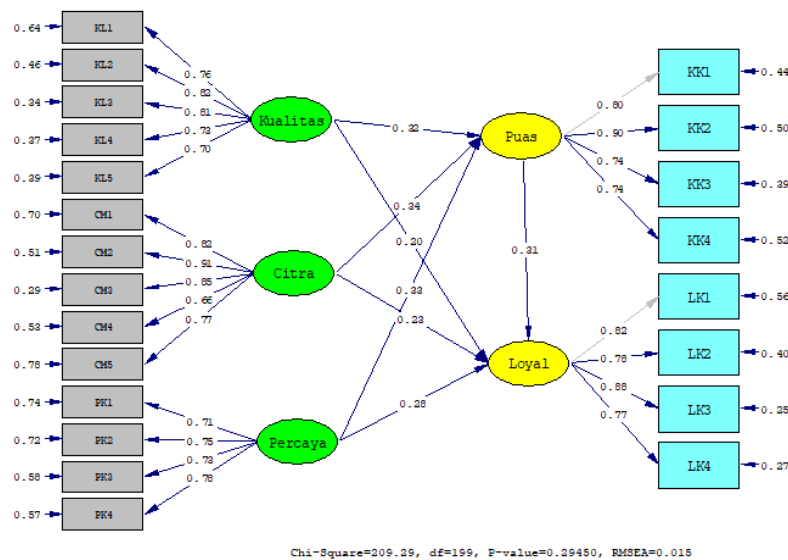 0.64 KL1
0.46 KL2
0.34 KL3
0.37 KL4
0.39 KL5
0.70 CM1
0.51 CM2
0.29 CM3
0.53 CM4
0.78 CM5
0.74 PK1
0.72 PK2
0.58 PK3
0.57 PK4
0.76
0.82
0.81
0.73
0.70
0.82
0.91
0.85
0.66
0.77
0.71
0.75
0.73
0.78
Kualitas
Citra
Percaya
0.32
0.34
0.20
0.33
0.23
0.28
Puas
0.31
Loyal
0.80
0.90
0.74
0.74
0.82
0.78
0.88
0.77
KK1 0.44
KK2 0.50
KK3 0.39
KK4 0.52
LK1 0.56
LK2 0.40
LK3 0.25
LK4 0.27
Chi-Square=209.29, df=199, P-value=0.29450, RMSEA=0.015